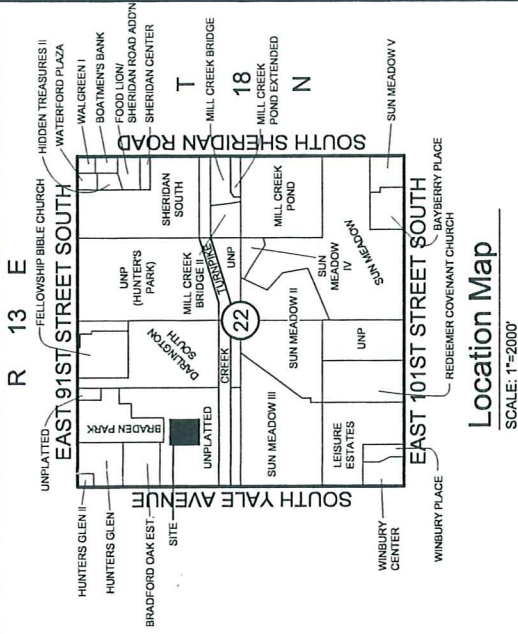 R 13 E
FELLOWSHIP BIBLE CHURCH
UNPLATTED
HUNTERS GLEN II
HUNTERS GLEN
BRADFORD OAK EST.
SITE
HIDDEN TREASURES II
WATERFORD PLAZA
WALGREEN I
BOATMEN'S BANK
FOOD LION/
SHERIDAN ROAD ADD'N
SHERIDAN CENTER
EAST 91ST STREET SOUTH
BRADEN PARK
DARLINGTON
SOUTH
UNP
(HUNTER'S
PARK)
SHERIDAN
SOUTH
UNPLATTED
MILL CREEK
BRIDGE II
TURNPIKE
CREEK
22
UNP
MILL CREEK BRIDGE
MILL CREEK
POND EXTENDED
T
18
N
SOUTH YALE AVENUE
SOUTH SHERIDAN ROAD
SUN MEADOW III
SUN MEADOW II
SUN
MEADOW
IV
MILL CREEK
POND
SUN MEADOW
LEISURE
ESTATES
UNP
SUN MEADOW V
EAST 101ST STREET SOUTH
WINBURY
CENTER
WINBURY PLACE
REDEEMER COVENANT CHURCH
BAYBERRY PLACE
Location Map
SCALE: 1"=2000'